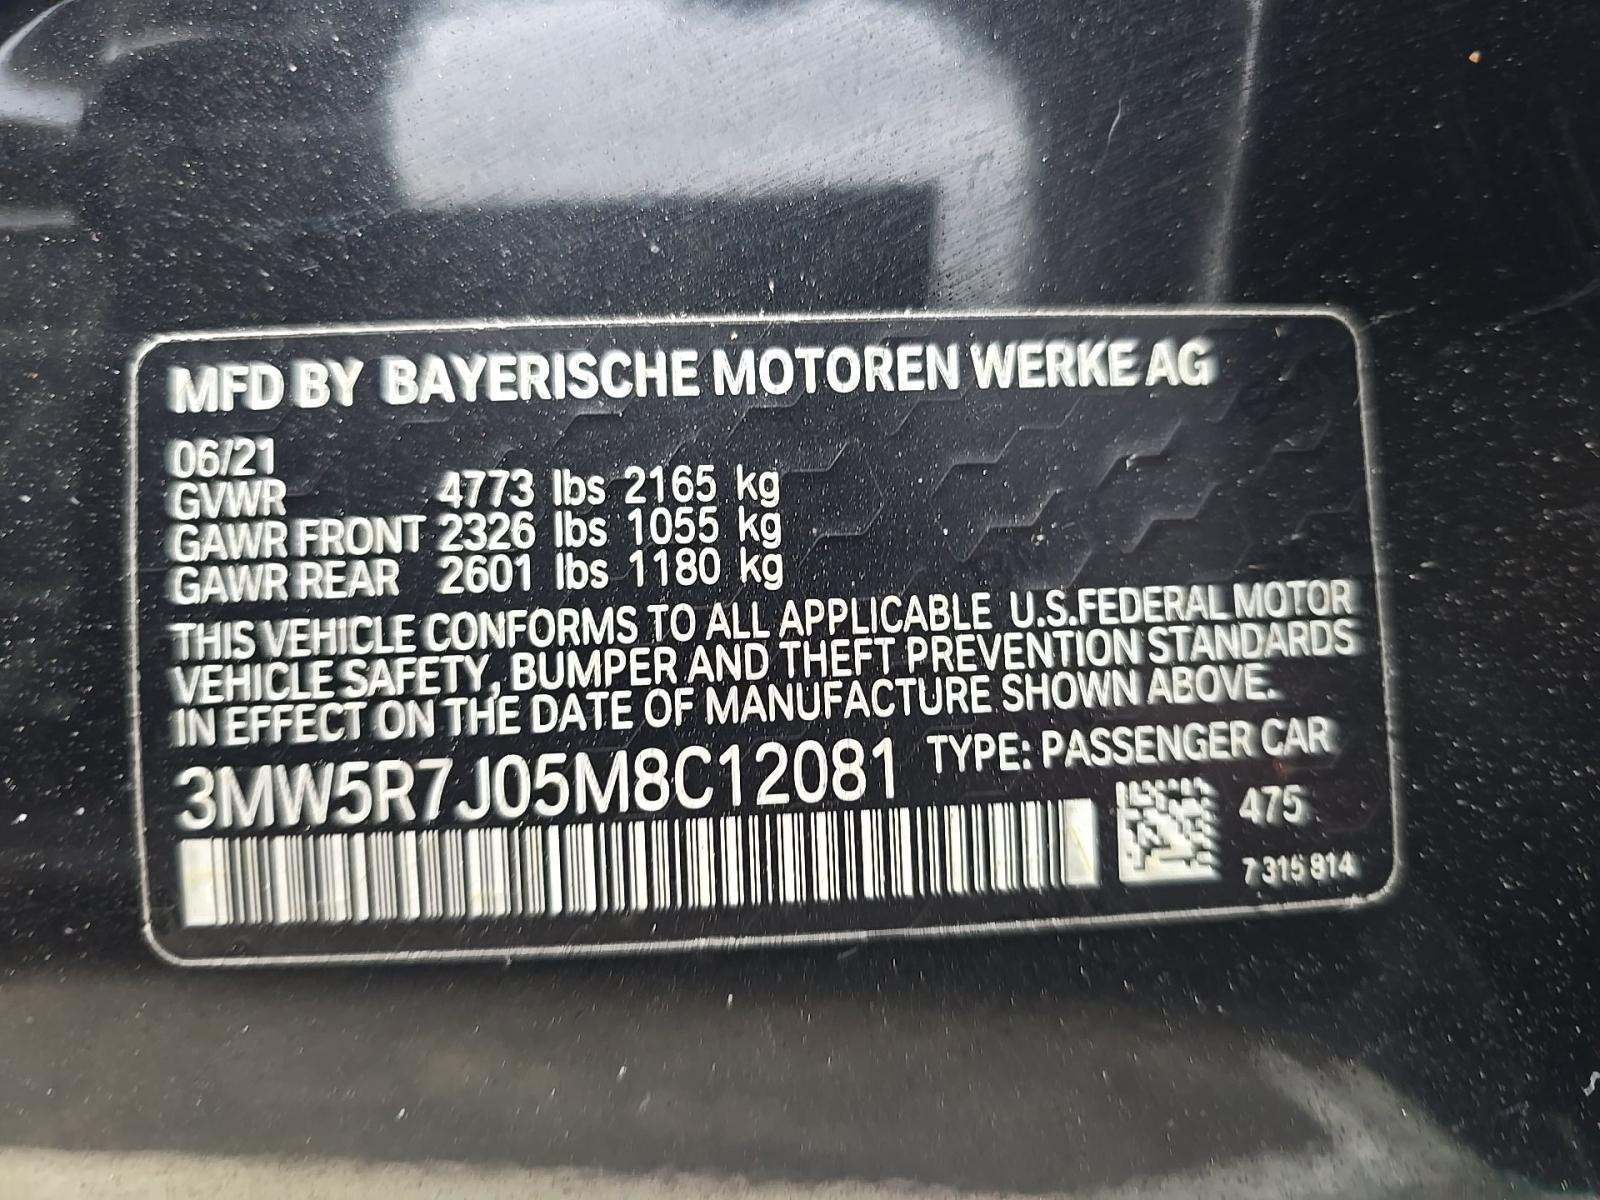 MFD BY BAYERISCHE MOTOREN WERKE AG
06/21
GVWR 4773 lbs 2165 kg
GAWR FRONT 2326 lbs 1055 kg
GAWR REAR 2601 lbs 1180 kg
THIS VEHICLE CONFORMS TO ALL APPLICABLE U.S.FEDERAL MOTOR
VEHICLE SAFETY, BUMPER AND THEFT PREVENTION STANDARDS
IN EFFECT ON THE DATE OF MANUFACTURE SHOWN ABOVE.
3MW5R7J05M8C12081 TYPE: PASSENGER CAR
475
7 315 814